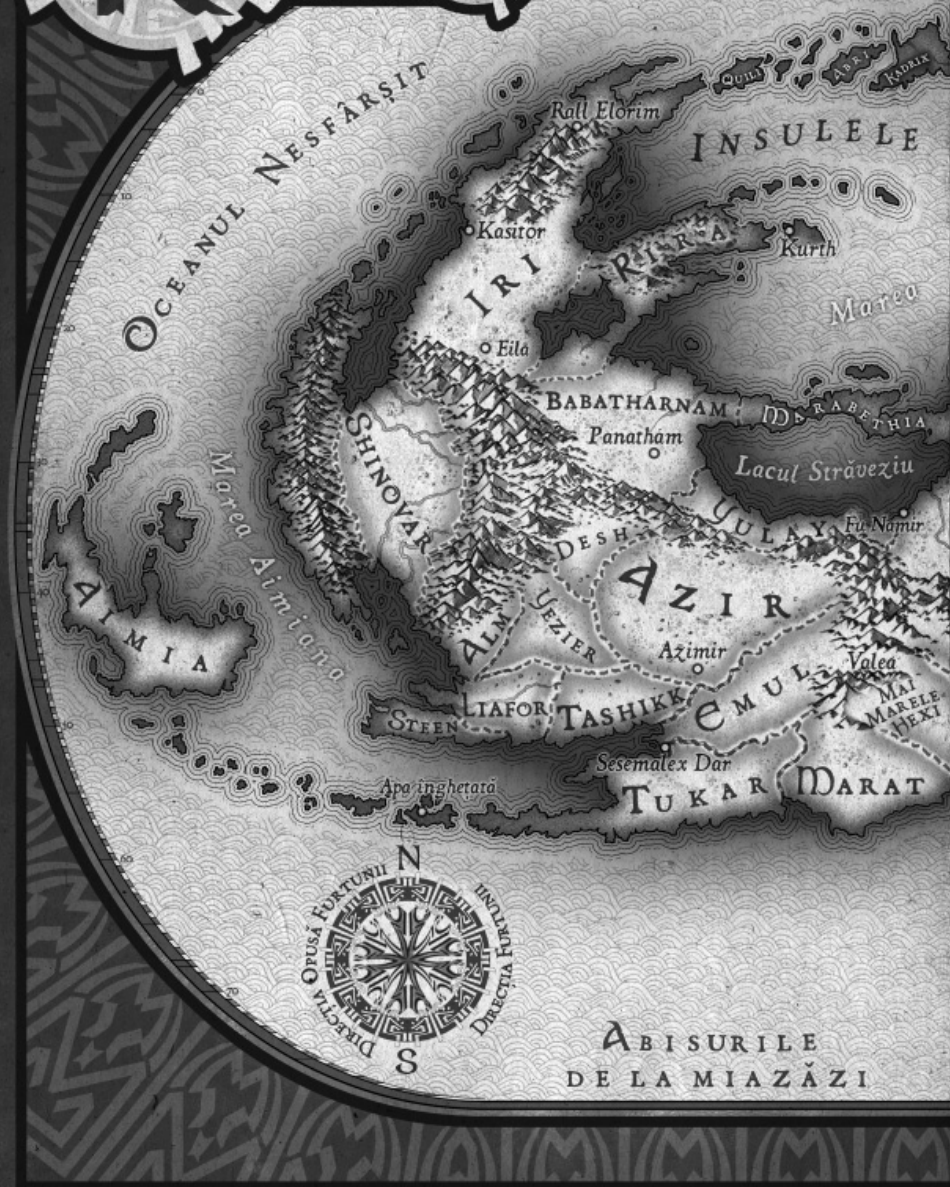 Quili
Abri
Kadrix
Oceanul Nesfârșit
Rall Elorim
Insulele
Kasitor
Rira
Kurth
Iri
Marea
Eila
Babatharnam
Marabethia
Panatham
Shinovar
Lacul Străveziu
Marea Aimiana
Yulay
Fu Namir
Desh
Azir
Aimia
Alm
Yezier
Azimir
Emul
Valea
Mai
Marele
Hexi
Steen
Liafor
Tashikk
Sesemalex Dar
Tukar
Marat
Apa înghețată
N
Direcția Opusă Furtunii
Direcția Furtunii
S
Abisurile
de la Miazăzi